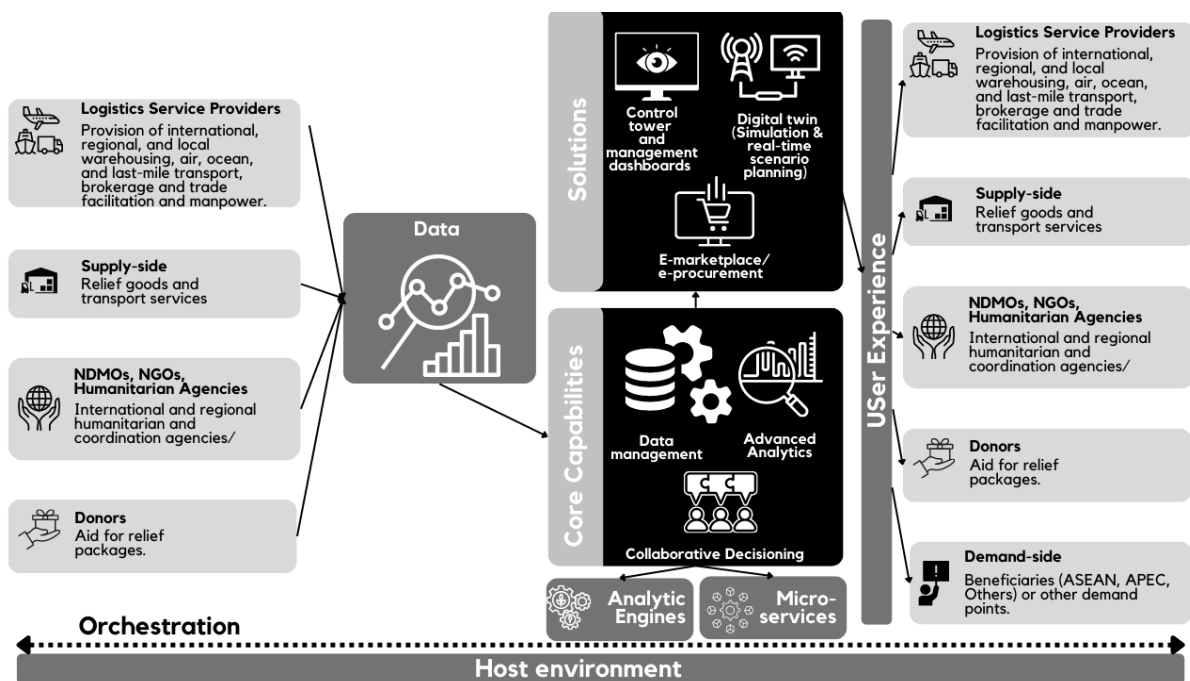 Logistics Service Providers
Provision of international,
regional, and local
warehousing, air, ocean,
and last-mile transport,
brokerage and trade
facilitation and manpower.
Supply-side
Relief goods and
transport services
NDMOs, NGOs,
Humanitarian Agencies
International and regional
humanitarian and
coordination agencies/
Donors
Aid for relief
packages.
Data
Solutions
Control
tower
and
management
dashboards
Digital twin
(Simulation &
real-time
scenario
planning)
E-marketplace/
e-procurement
Core Capabilities
Data
management
Advanced
Analytics
Collaborative Decisioning
Analytic
Engines
Micro-
services
USer Experience
Logistics Service Providers
Provision of international,
regional, and local
warehousing, air, ocean,
and last-mile transport,
brokerage and trade
facilitation and manpower.
Supply-side
Relief goods and
transport services
NDMOs, NGOs,
Humanitarian Agencies
International and regional
humanitarian and
coordination agencies/
Donors
Aid for relief
packages.
Demand-side
Beneficiaries (ASEAN, APEC,
Others) or other demand
points.
Orchestration
Host environment